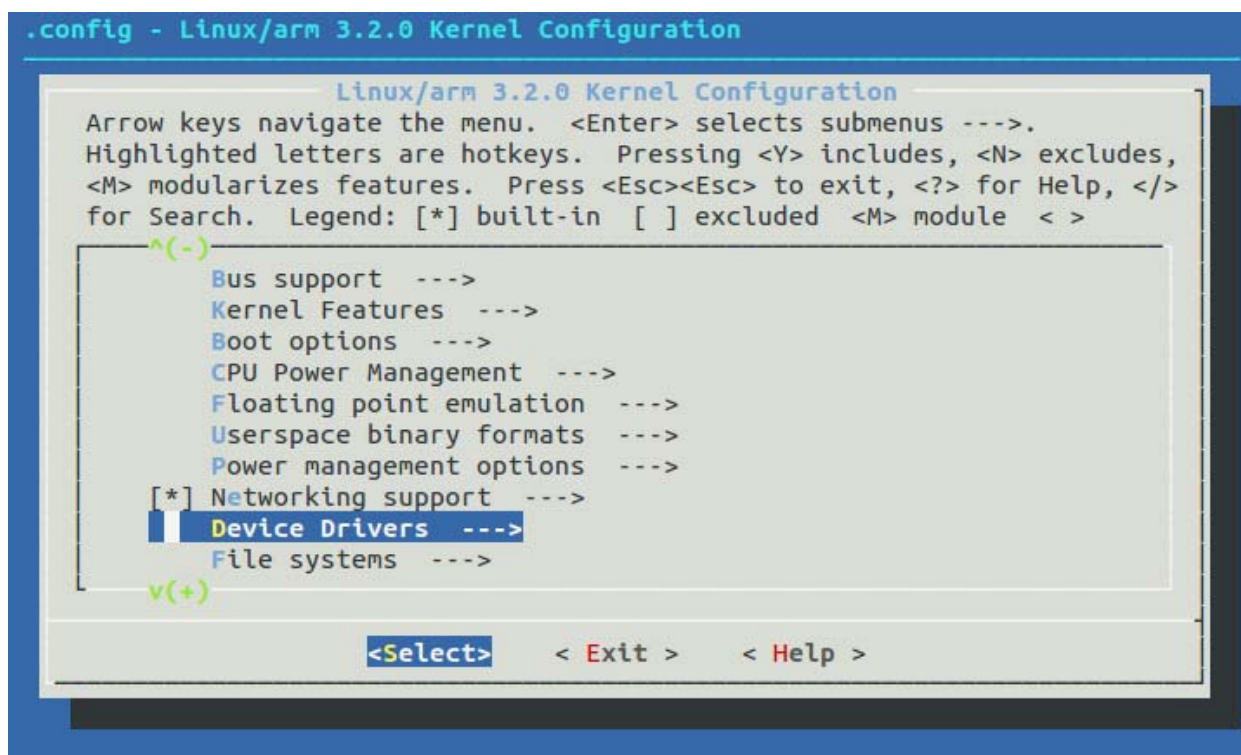 .config - Linux/arm 3.2.0 Kernel Configuration
Linux/arm 3.2.0 Kernel Configuration
Arrow keys navigate the menu.  <Enter> selects submenus --->.
Highlighted letters are hotkeys.  Pressing <Y> includes, <N> excludes,
<M> modularizes features.  Press <Esc><Esc> to exit, <?> for Help, </>
for Search.  Legend: [*] built-in  [ ] excluded  <M> module  < >
^(-)
Bus support  --->
Kernel Features  --->
Boot options  --->
CPU Power Management  --->
Floating point emulation  --->
Userspace binary formats  --->
Power management options  --->
[*] Networking support  --->
Device Drivers  --->
File systems  --->
v(+)
<Select>    < Exit >    < Help >